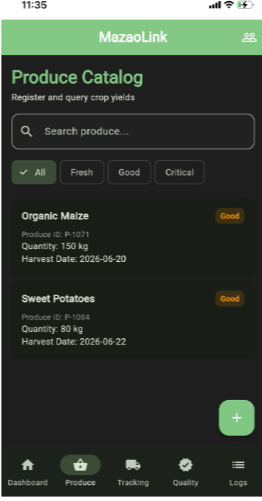 11:35
MazaoLink
Produce Catalog
Register and query crop yields
Search produce...
All Fresh Good Critical
Organic Maize Good
Produce ID: P-1071
Quantity: 150 kg
Harvest Date: 2026-06-20
Sweet Potatoes Good
Produce ID: P-1084
Quantity: 80 kg
Harvest Date: 2026-06-22
+
Dashboard Produce Tracking Quality Logs